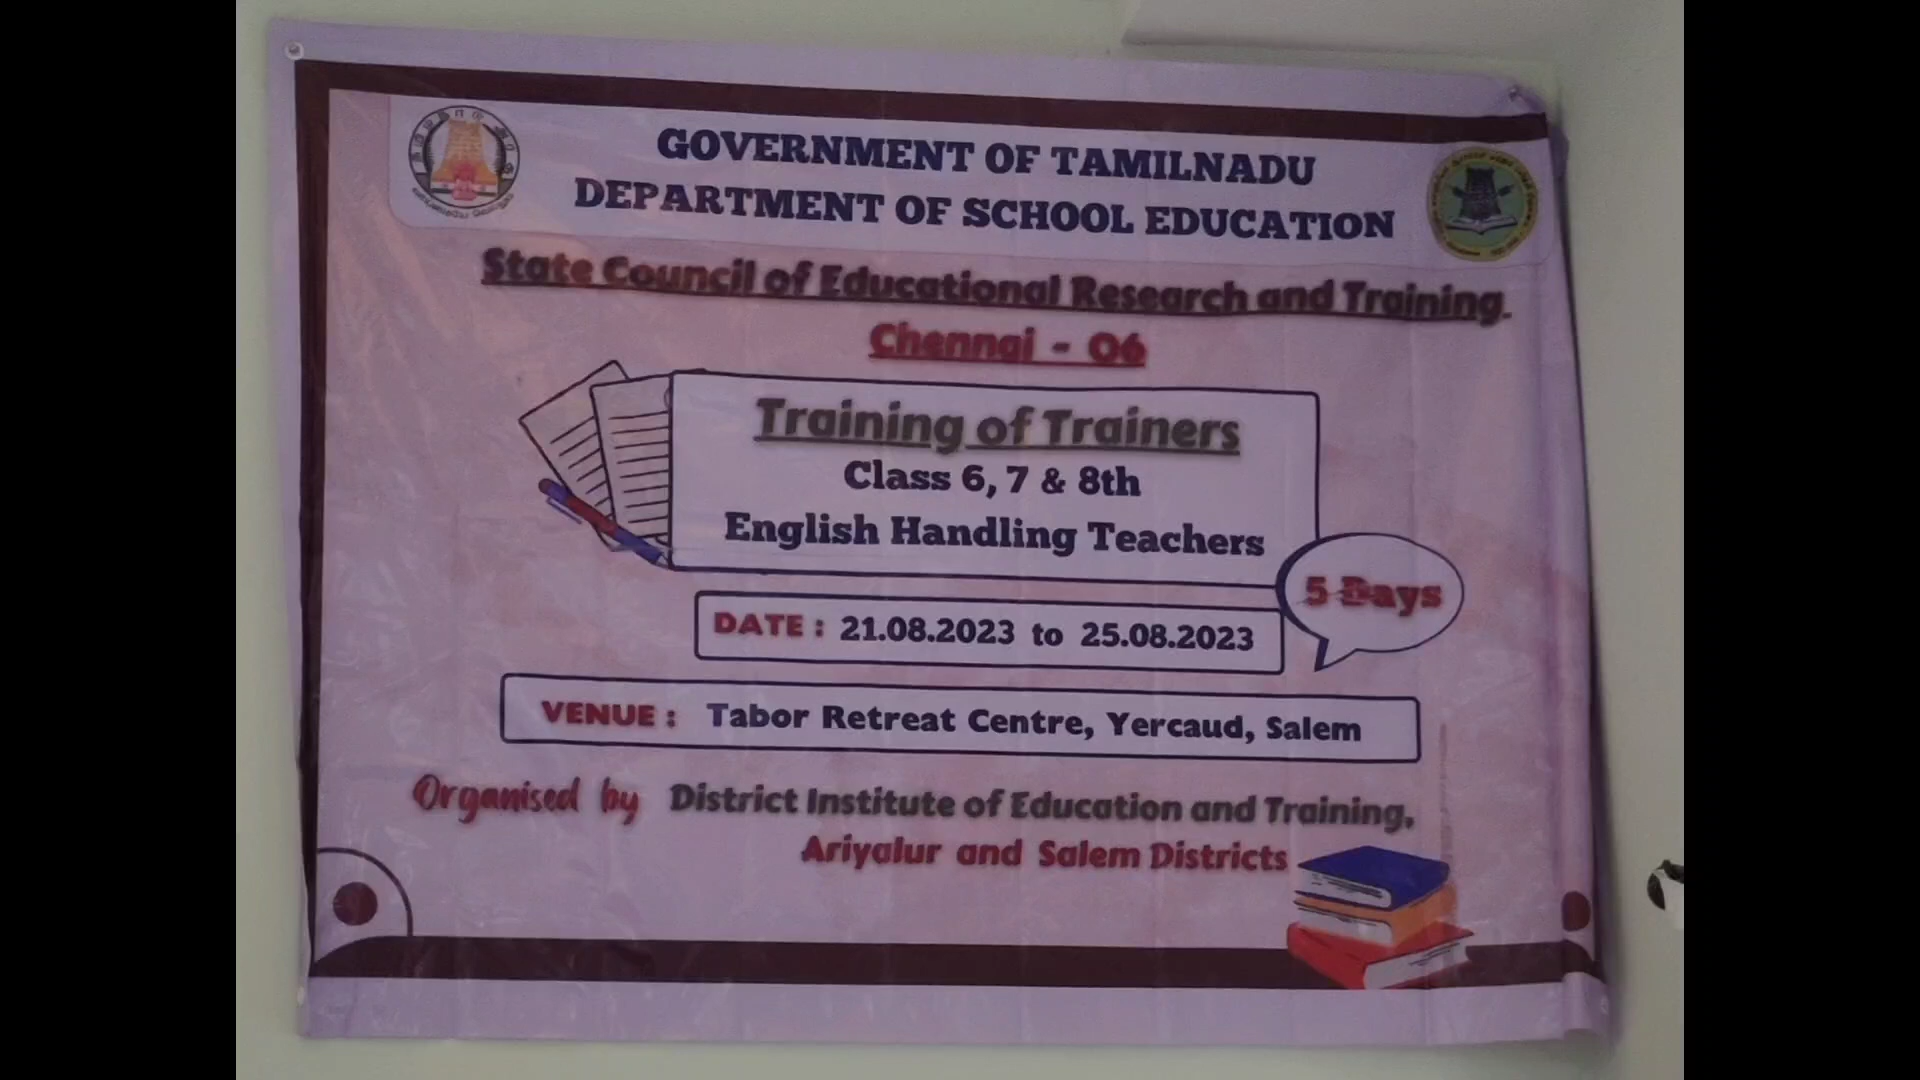 GOVERNMENT OF TAMILNADU
DEPARTMENT OF SCHOOL EDUCATION
State Council of Educational Research and Training,
Chennai - 06
Training of Trainers
Class 6, 7 & 8th
English Handling Teachers
5 Days
DATE : 21.08.2023 to 25.08.2023
VENUE : Tabor Retreat Centre, Yercaud, Salem
Organised by District Institute of Education and Training,
Ariyalur and Salem Districts